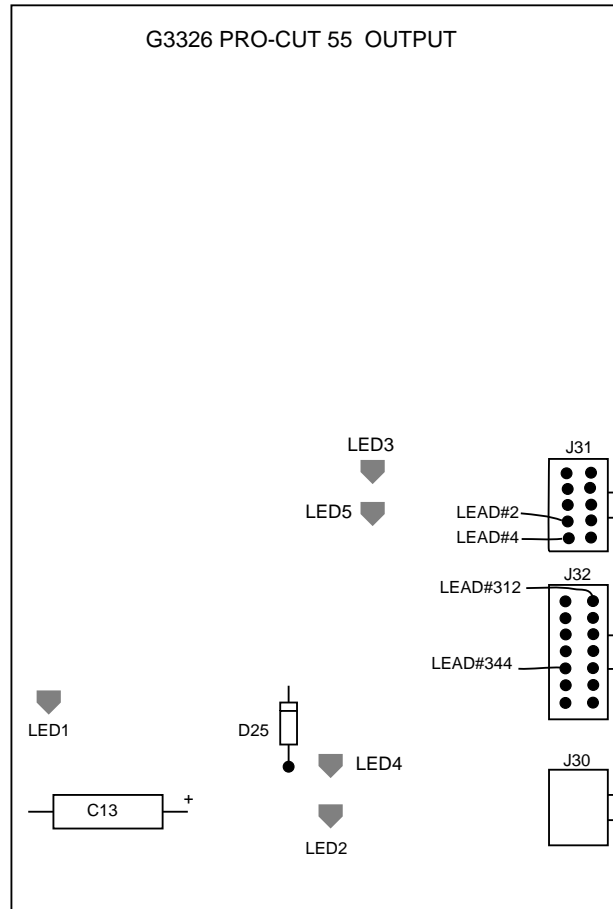 G3326 PRO-CUT 55 OUTPUT
LED3
J31
LED5
LEAD#2
LEAD#4
J32
LEAD#312
LEAD#344
LED1
D25
LED4
J30
C13
+
LED2